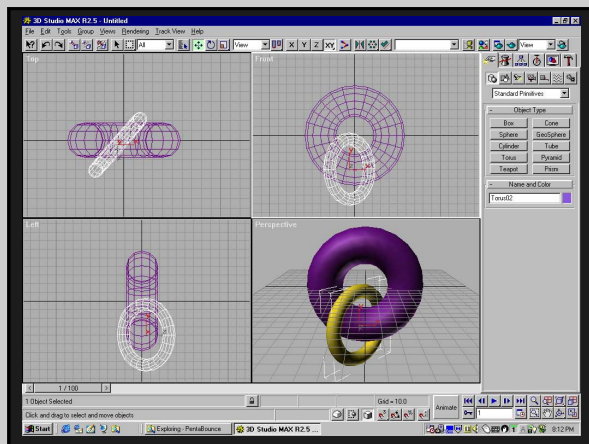 3D Studio MAX R2.5 - Untitled
File Edit Tools Group Views Rendering Track View Help
All View X Y Z XY View
Top
Front
Left
Perspective
Standard Primitives
- Object Type
Box Cone
Sphere GeoSphere
Cylinder Tube
Torus Pyramid
Teapot Prism
- Name and Color
Torus02
< 1 / 100 >
1 Object Selected
Grid = 10.0
Click and drag to select and move objects
Animate
1
Start
Exploring - PentaBounce
3D Studio MAX R2.5 ...
8:12 PM